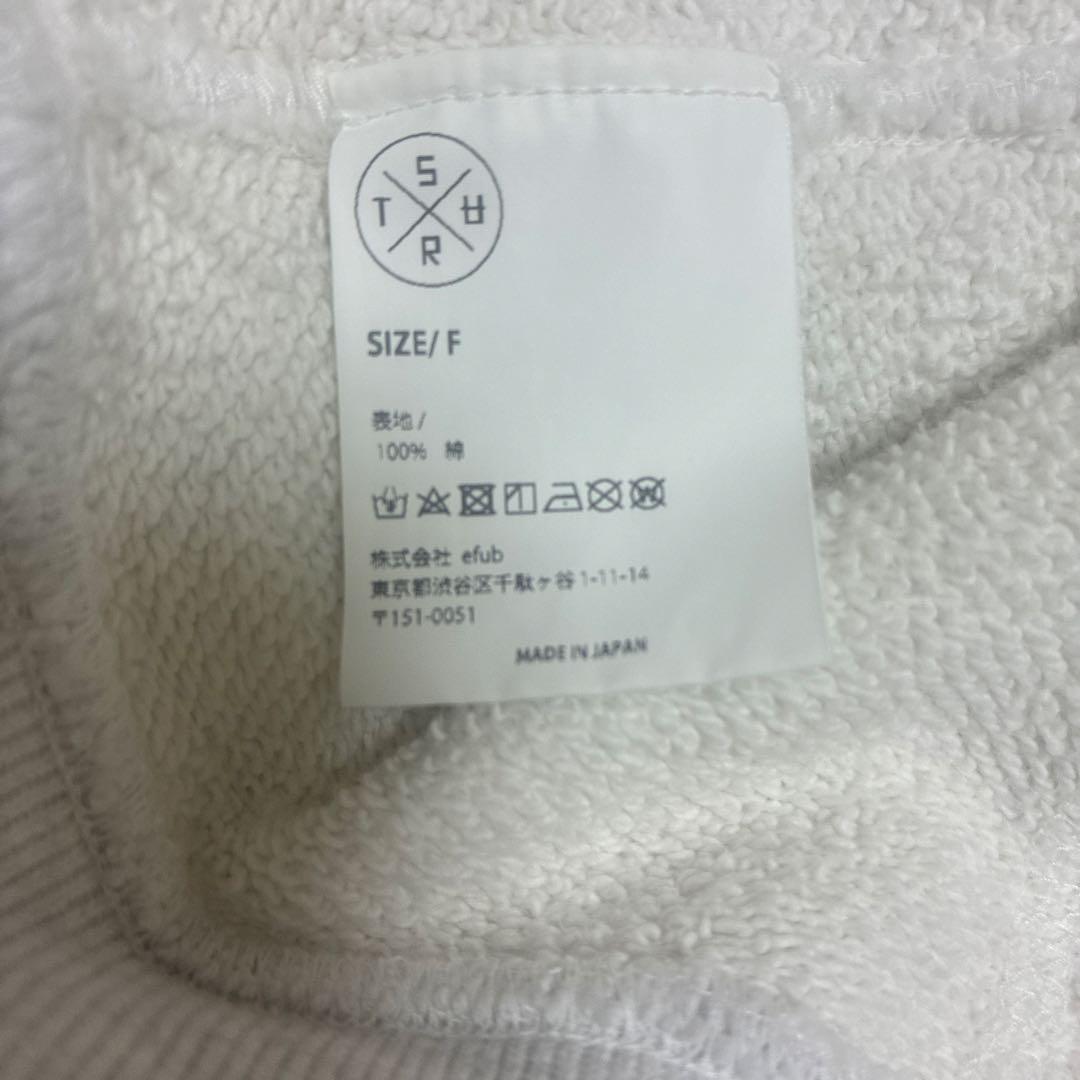 S
T U
R
SIZE/ F
表地 /
100% 綿
株式会社 efub
東京都渋谷区千駄ヶ谷 1-11-14
〒151-0051
MADE IN JAPAN